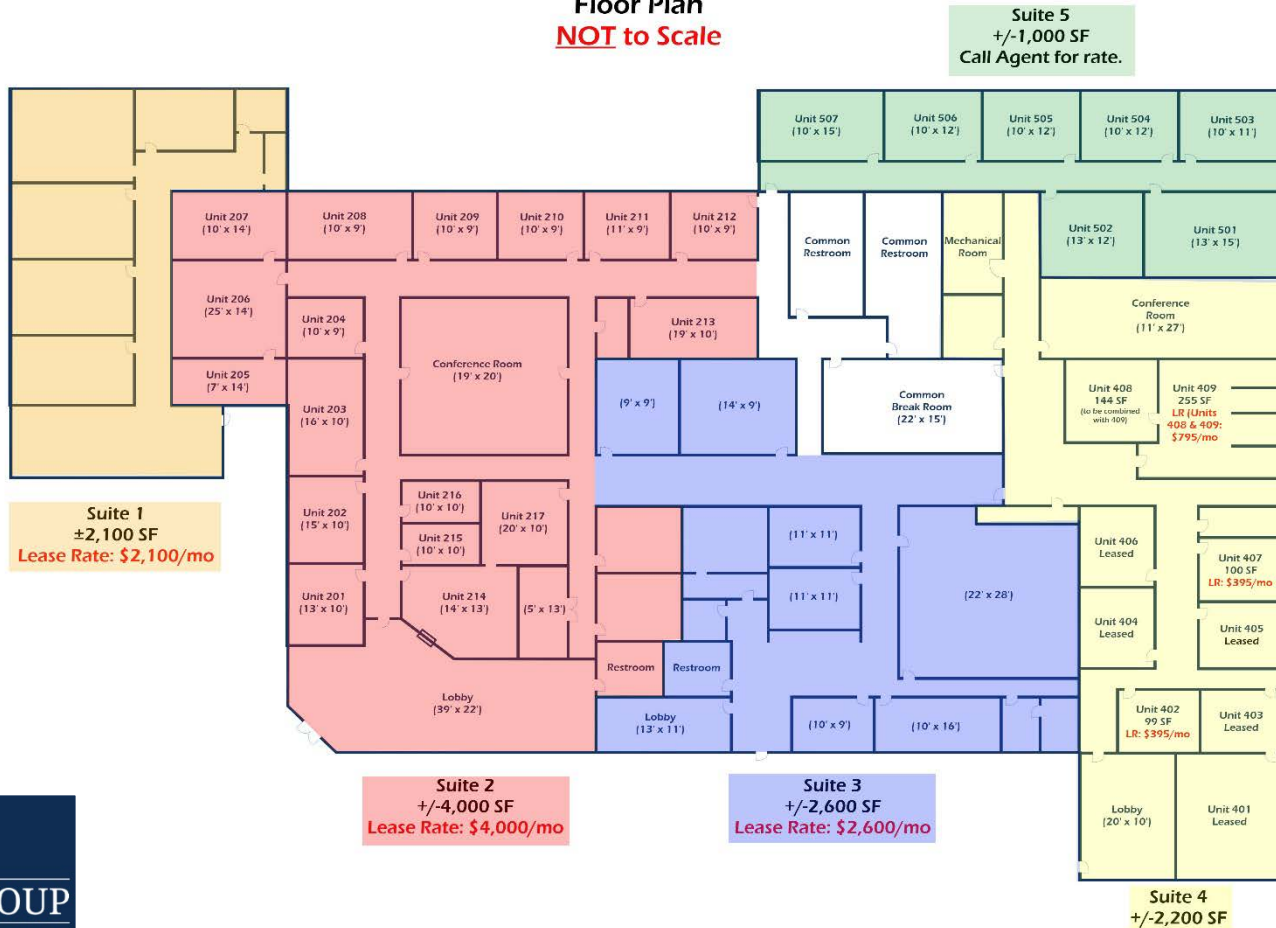 Floor Plan
NOT to Scale
Suite 5
+/-1,000 SF
Call Agent for rate.
Unit 507
(10' x 15')
Unit 506
(10' x 12')
Unit 505
(10' x 12')
Unit 504
(10' x 12')
Unit 503
(10' x 11')
Unit 207
(10' x 14')
Unit 208
(10' x 9')
Unit 209
(10' x 9')
Unit 210
(10' x 9')
Unit 211
(11' x 9')
Unit 212
(10' x 9')
Common
Restroom
Common
Restroom
Mechanical
Room
Unit 502
(13' x 12')
Unit 501
(13' x 15')
Unit 206
(25' x 14')
Unit 204
(10' x 9')
Unit 213
(19' x 10')
Conference
Room
(11' x 27')
Unit 205
(7' x 14')
Conference Room
(19' x 20')
Unit 203
(16' x 10')
(9' x 9')
(14' x 9')
Common
Break Room
(22' x 15')
Unit 408
144 SF
(to be combined
with 409)
Unit 409
255 SF
LR (Units
408 & 409:
$795/mo
Suite 1
±2,100 SF
Lease Rate: $2,100/mo
Unit 202
(15' x 10')
Unit 216
(10' x 10')
Unit 215
(10' x 10')
Unit 217
(20' x 10')
(11' x 11')
Unit 406
Leased
Unit 407
100 SF
LR: $395/mo
Unit 201
(13' x 10')
Unit 214
(14' x 13')
(5' x 13')
(11' x 11')
(22' x 28')
Unit 404
Leased
Unit 405
Leased
Restroom
Restroom
Lobby
(39' x 22')
Lobby
(13' x 11')
(10' x 9')
(10' x 16')
Unit 402
99 SF
LR: $395/mo
Unit 403
Leased
Suite 2
+/-4,000 SF
Lease Rate: $4,000/mo
Suite 3
+/-2,600 SF
Lease Rate: $2,600/mo
Lobby
(20' x 10')
Unit 401
Leased
OUP
Suite 4
+/-2,200 SF